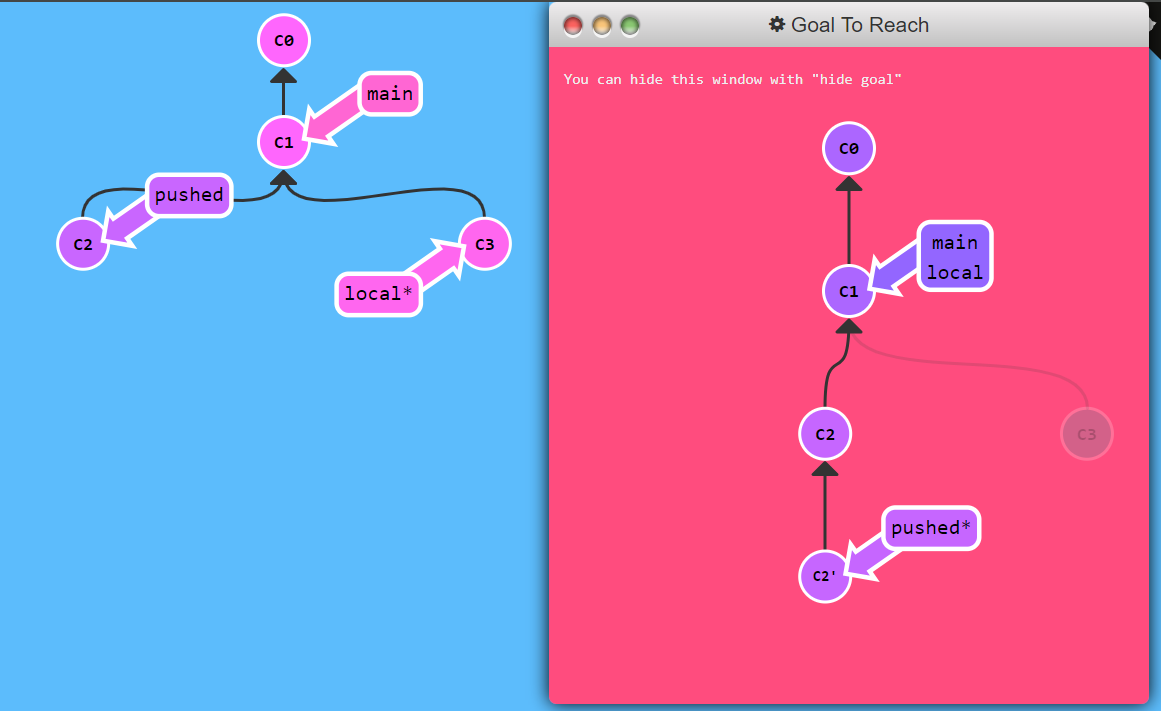 C0
main
C1
pushed
C2
C3
local*
Goal To Reach
You can hide this window with "hide goal"
C0
main
local
C1
C2
C3
pushed*
C2'